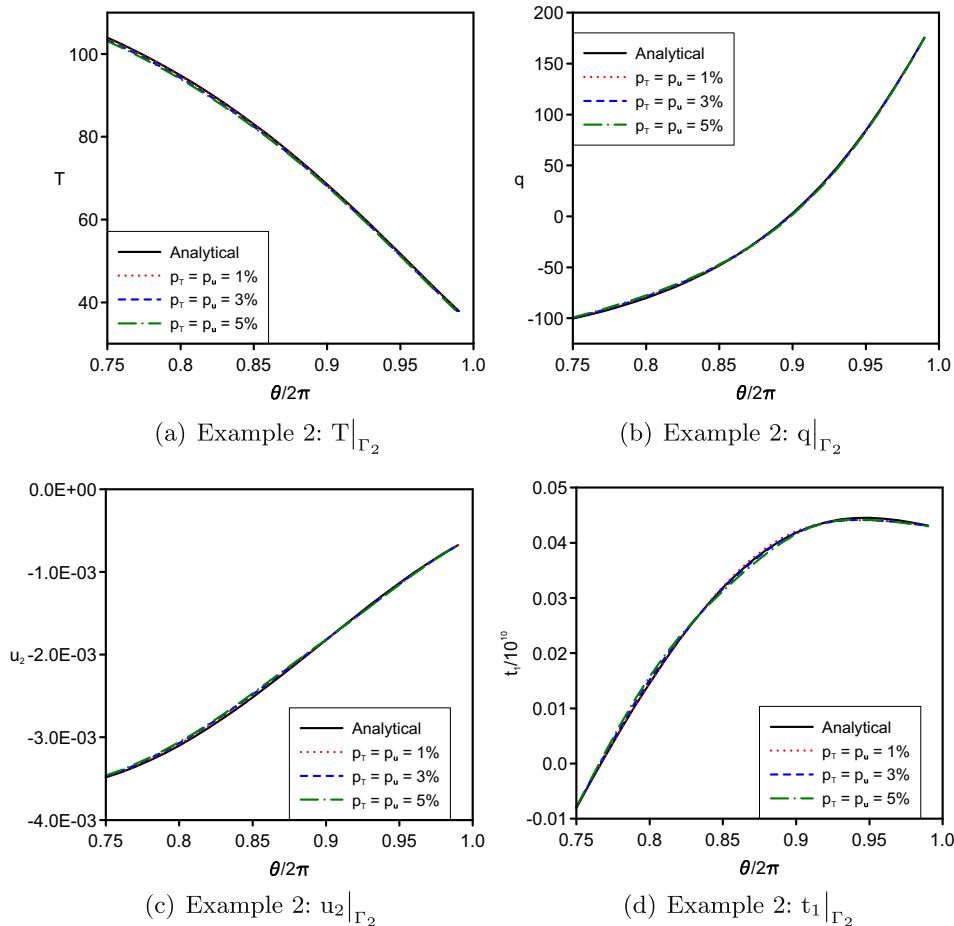 100
80
60
40
T
Analytical
p_T = p_u = 1%
p_T = p_u = 3%
p_T = p_u = 5%
0.75 0.8 0.85 0.9 0.95 1.0
θ/2π
(a) Example 2: T|_Γ₂
200
150
100
50
0
-50
-100
q
Analytical
p_T = p_u = 1%
p_T = p_u = 3%
p_T = p_u = 5%
0.75 0.8 0.85 0.9 0.95 1.0
θ/2π
(b) Example 2: q|_Γ₂
0.0E+00
-1.0E-03
-2.0E-03
-3.0E-03
-4.0E-03
u₂
Analytical
p_T = p_u = 1%
p_T = p_u = 3%
p_T = p_u = 5%
0.75 0.8 0.85 0.9 0.95 1.0
θ/2π
(c) Example 2: u₂|_Γ₂
0.05
0.04
0.03
0.02
0.01
0.0
-0.01
t₁/10¹⁰
Analytical
p_T = p_u = 1%
p_T = p_u = 3%
p_T = p_u = 5%
0.75 0.8 0.85 0.9 0.95 1.0
θ/2π
(d) Example 2: t₁|_Γ₂